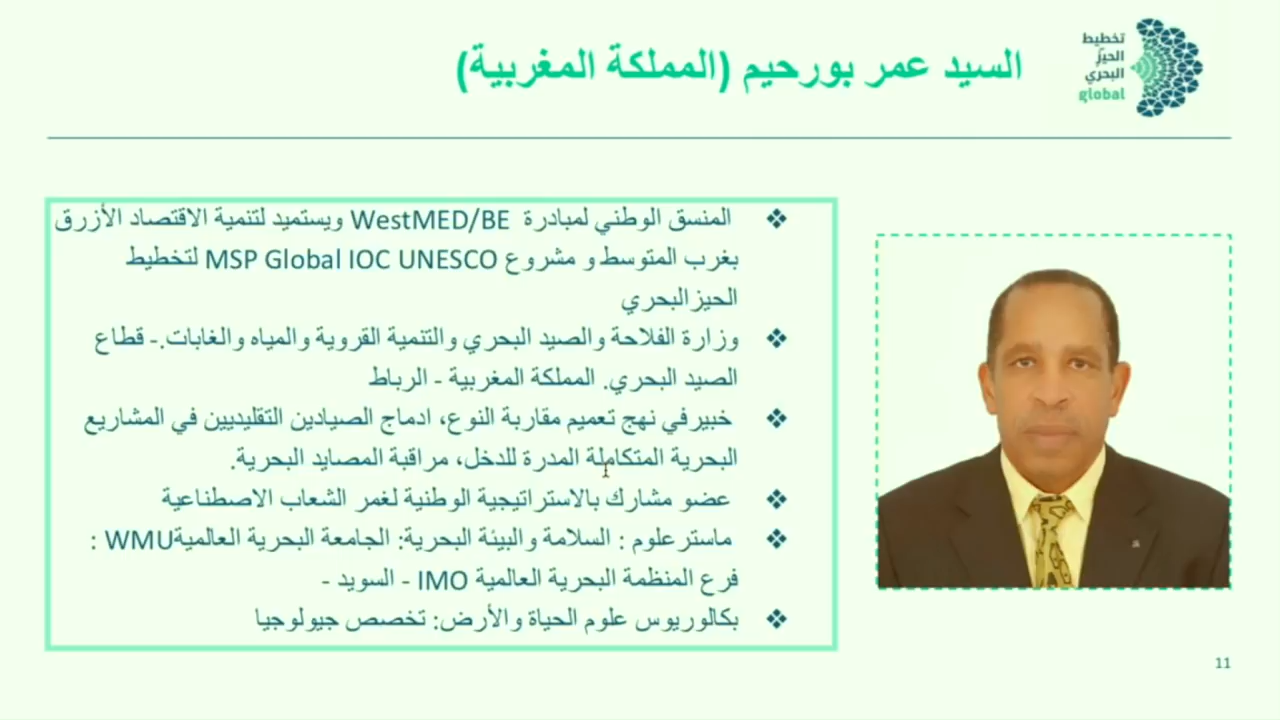 السيد عمر بورحيم (المملكة المغربية)
تخطيط
الحيّز
البحري
global
المنسق الوطني لمبادرة WestMED/BE ويستميد لتنمية الاقتصاد الأزرق
بغرب المتوسط و مشروع MSP Global IOC UNESCO لتخطيط
الحيزالبحري
وزارة الفلاحة والصيد البحري والتنمية القروية والمياه والغابات.- قطاع
الصيد البحري. المملكة المغربية - الرباط
خبيرفي نهج تعميم مقاربة النوع، ادماج الصيادين التقليديين في المشاريع
البحرية المتكاملة المدرة للدخل، مراقبة المصايد البحرية.
عضو مشارك بالاستراتيجية الوطنية لغمر الشعاب الاصطناعية
ماسترعلوم : السلامة والبيئة البحرية: الجامعة البحرية العالميةWMU :
فرع المنظمة البحرية العالمية IMO - السويد -
بكالوريوس علوم الحياة والأرض: تخصص جيولوجيا
11